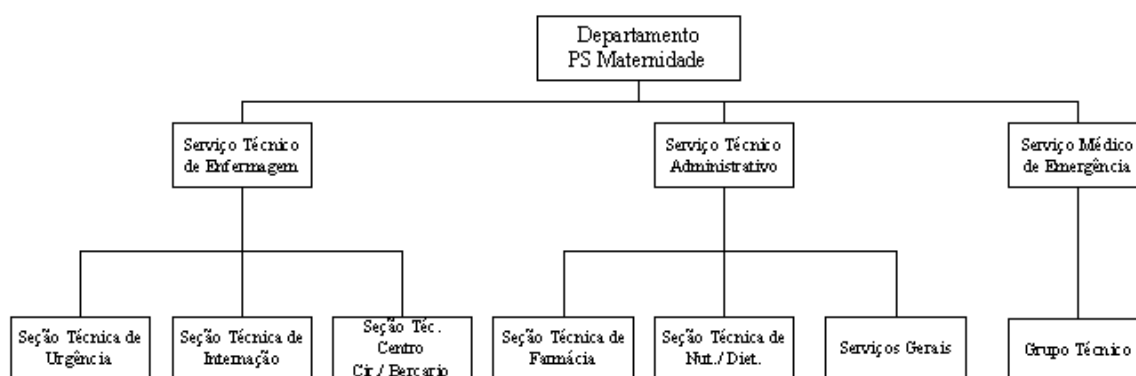 Departamento
PS Maternidade
Serviço Técnico
de Enfermagem
Serviço Técnico
Administrativo
Serviço Médico
de Emergência
Seção Técnica de
Urgência
Seção Técnica de
Internação
Seção Téc.
Centro
Cir./ Berçario
Seção Técnica de
Farmácia
Seção Técnica de
Nut./ Diet.
Serviços Gerais
Grupo Técnico